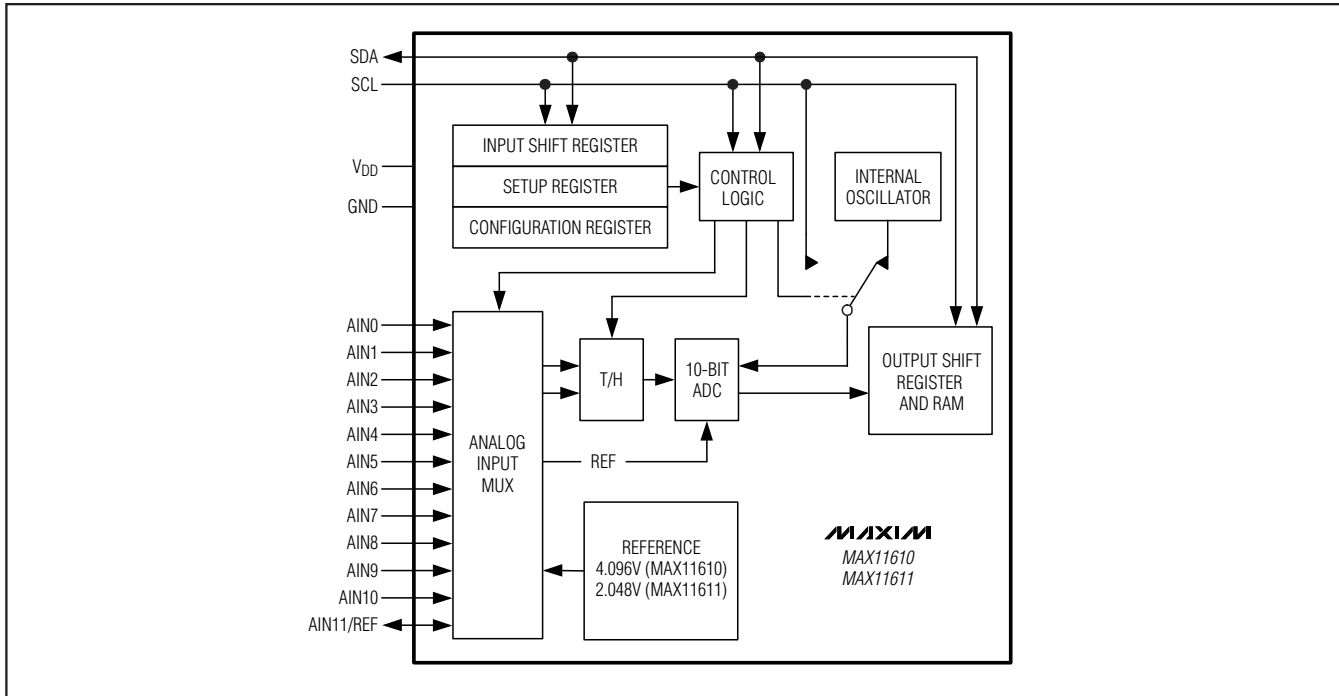 SDA
SCL
VDD
GND
INPUT SHIFT REGISTER
SETUP REGISTER
CONFIGURATION REGISTER
CONTROL
LOGIC
INTERNAL
OSCILLATOR
AIN0
AIN1
AIN2
AIN3
AIN4
AIN5
AIN6
AIN7
AIN8
AIN9
AIN10
AIN11/REF
ANALOG
INPUT
MUX
T/H
10-BIT
ADC
REF
OUTPUT SHIFT
REGISTER
AND RAM
REFERENCE
4.096V (MAX11610)
2.048V (MAX11611)
MAXIM
MAX11610
MAX11611